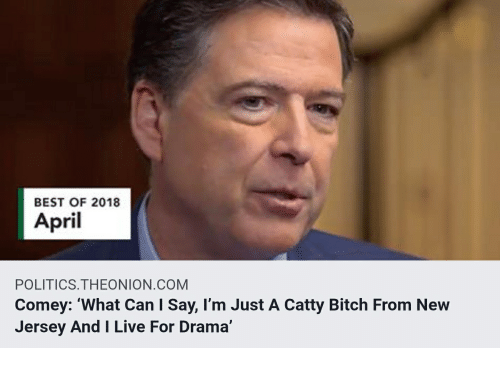 BEST OF 2018
April
POLITICS.THEONION.COM
Comey: ‘What Can I Say, I’m Just A Catty Bitch From New
Jersey And I Live For Drama’